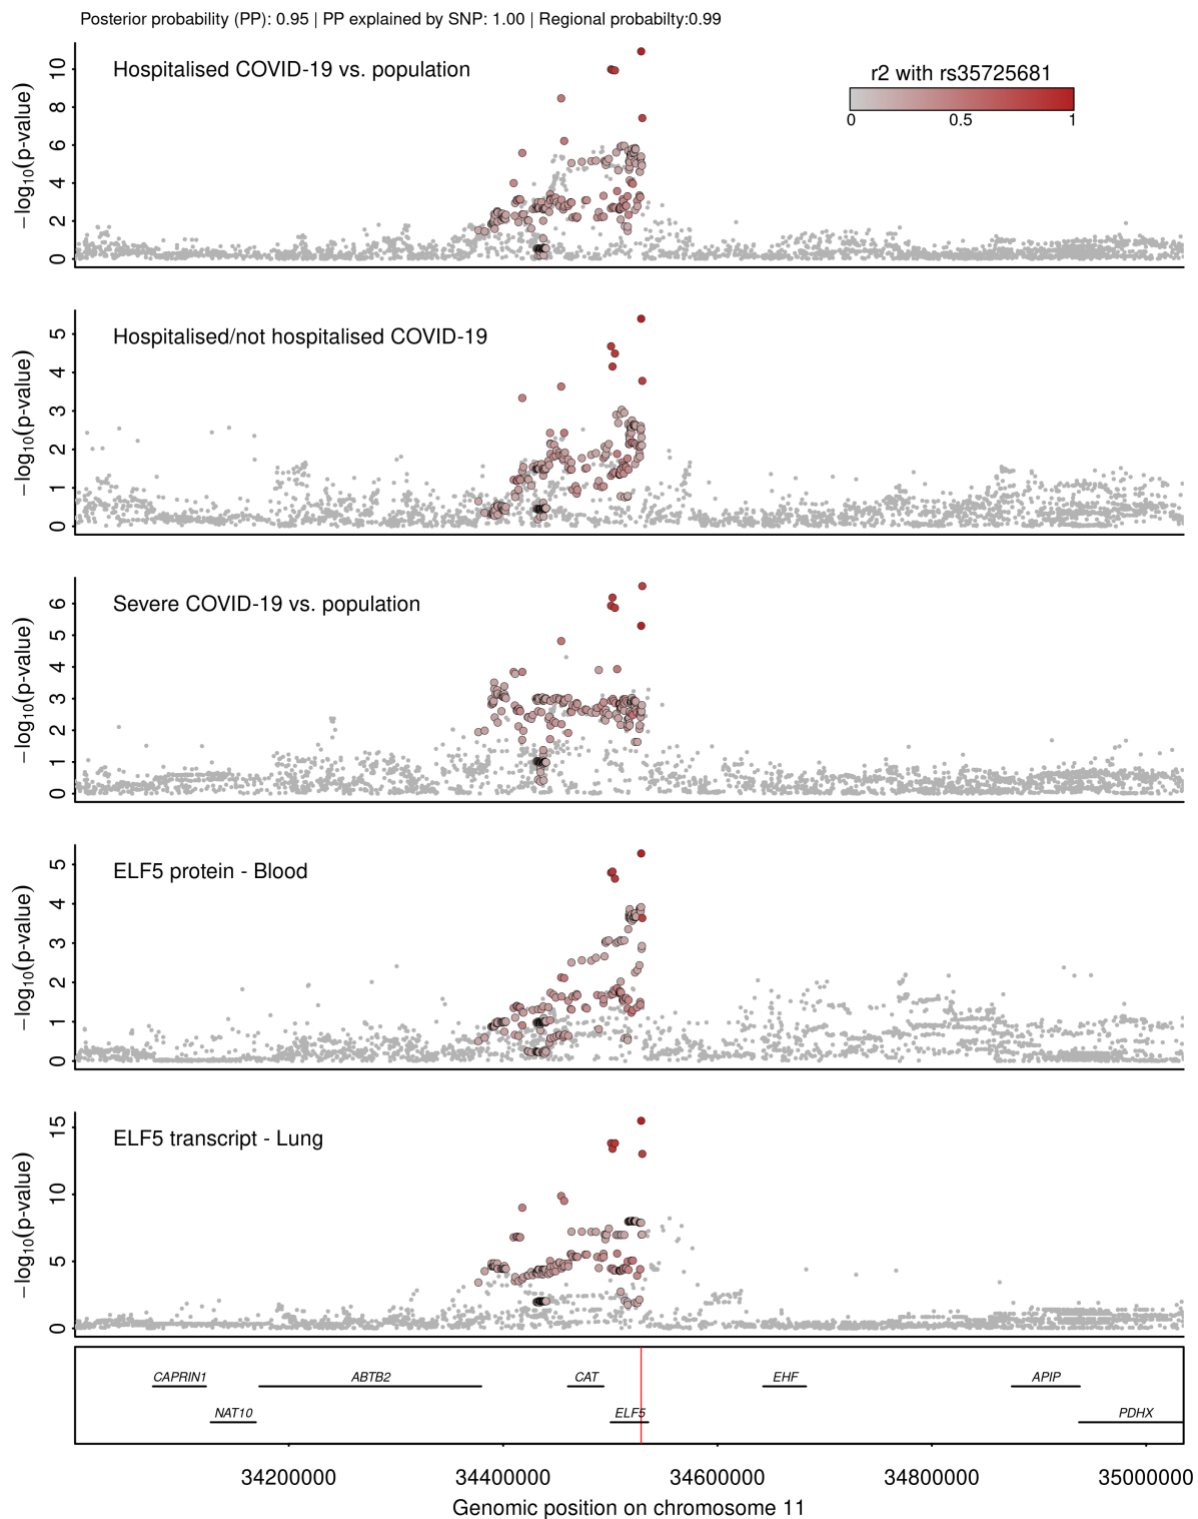 Posterior probability (PP): 0.95 | PP explained by SNP: 1.00 | Regional probabilty:0.99
Hospitalised COVID-19 vs. population
r2 with rs35725681
0 0.5 1
−log10(p-value)
0 2 4 6 8 10
Hospitalised/not hospitalised COVID-19
−log10(p-value)
0 1 2 3 4 5
Severe COVID-19 vs. population
−log10(p-value)
0 1 2 3 4 5 6
ELF5 protein - Blood
−log10(p-value)
0 1 2 3 4 5
ELF5 transcript - Lung
−log10(p-value)
0 5 10 15
CAPRIN1 ABTB2 CAT EHF APIP
NAT10 ELF5 PDHX
34200000 34400000 34600000 34800000 35000000
Genomic position on chromosome 11